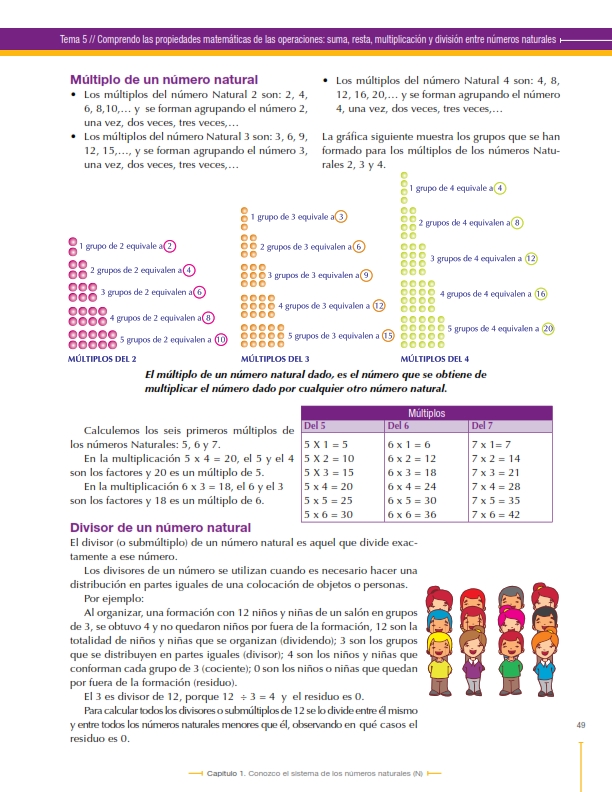 Tema 5 // Comprendo las propiedades matemáticas de las operaciones: suma, resta, multiplicación y división entre números naturales
Múltiplo de un número natural
• Los múltiplos del número Natural 2 son: 2, 4,
6, 8,10,… y se forman agrupando el número 2,
una vez, dos veces, tres veces,…
• Los múltiplos del número Natural 3 son: 3, 6, 9,
12, 15,…, y se forman agrupando el número 3,
una vez, dos veces, tres veces,…
• Los múltiplos del número Natural 4 son: 4, 8,
12, 16, 20,… y se forman agrupando el número
4, una vez, dos veces, tres veces,…
La gráfica siguiente muestra los grupos que se han
formado para los múltiplos de los números Natu-
rales 2, 3 y 4.
1 grupo de 2 equivale a 2
2 grupos de 2 equivalen a 4
3 grupos de 2 equivalen a 6
4 grupos de 2 equivalen a 8
5 grupos de 2 equivalen a 10
MÚLTIPLOS DEL 2
1 grupo de 3 equivale a 3
2 grupos de 3 equivalen a 6
3 grupos de 3 equivalen a 9
4 grupos de 3 equivalen a 12
5 grupos de 3 equivalen a 15
MÚLTIPLOS DEL 3
1 grupo de 4 equivale a 4
2 grupos de 4 equivalen a 8
3 grupos de 4 equivalen a 12
4 grupos de 4 equivalen a 16
5 grupos de 4 equivalen a 20
MÚLTIPLOS DEL 4
El múltiplo de un número natural dado, es el número que se obtiene de
multiplicar el número dado por cualquier otro número natural.
Calculemos los seis primeros múltiplos de
los números Naturales: 5, 6 y 7.
En la multiplicación 5 x 4 = 20, el 5 y el 4
son los factores y 20 es un múltiplo de 5.
En la multiplicación 6 x 3 = 18, el 6 y el 3
son los factores y 18 es un múltiplo de 6.
Múltiplos
Del 5 Del 6 Del 7
5 X 1 = 5 6 x 1 = 6 7 x 1= 7
5 X 2 = 10 6 x 2 = 12 7 x 2 = 14
5 X 3 = 15 6 x 3 = 18 7 x 3 = 21
5 x 4 = 20 6 x 4 = 24 7 x 4 = 28
5 x 5 = 25 6 x 5 = 30 7 x 5 = 35
5 x 6 = 30 6 x 6 = 36 7 x 6 = 42
Divisor de un número natural
El divisor (o submúltiplo) de un número natural es aquel que divide exac-
tamente a ese número.
Los divisores de un número se utilizan cuando es necesario hacer una
distribución en partes iguales de una colocación de objetos o personas.
Por ejemplo:
Al organizar, una formación con 12 niños y niñas de un salón en grupos
de 3, se obtuvo 4 y no quedaron niños por fuera de la formación, 12 son la
totalidad de niños y niñas que se organizan (dividendo); 3 son los grupos
que se distribuyen en partes iguales (divisor); 4 son los niños y niñas que
conforman cada grupo de 3 (cociente); 0 son los niños o niñas que quedan
por fuera de la formación (residuo).
El 3 es divisor de 12, porque 12 ÷ 3 = 4 y el residuo es 0.
Para calcular todos los divisores o submúltiplos de 12 se lo divide entre él mismo
y entre todos los números naturales menores que él, observando en qué casos el
residuo es 0.
49
Capítulo 1. Conozco el sistema de los números naturales (N)